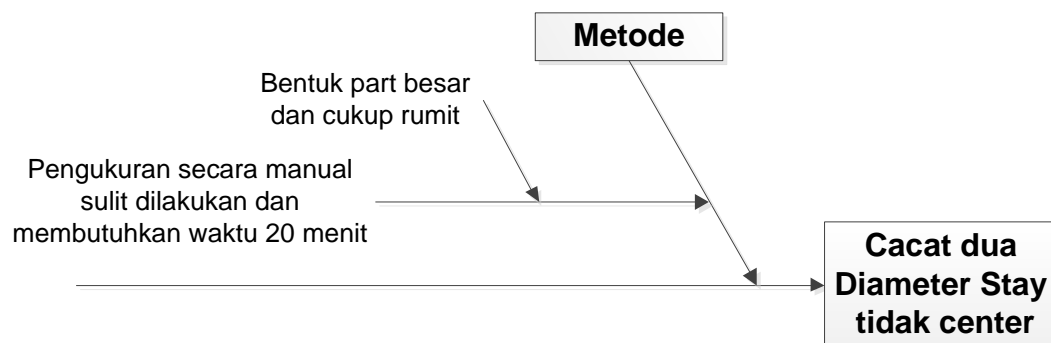 Metode
Bentuk part besar
dan cukup rumit
Pengukuran secara manual
sulit dilakukan dan
membutuhkan waktu 20 menit
Cacat dua
Diameter Stay
tidak center